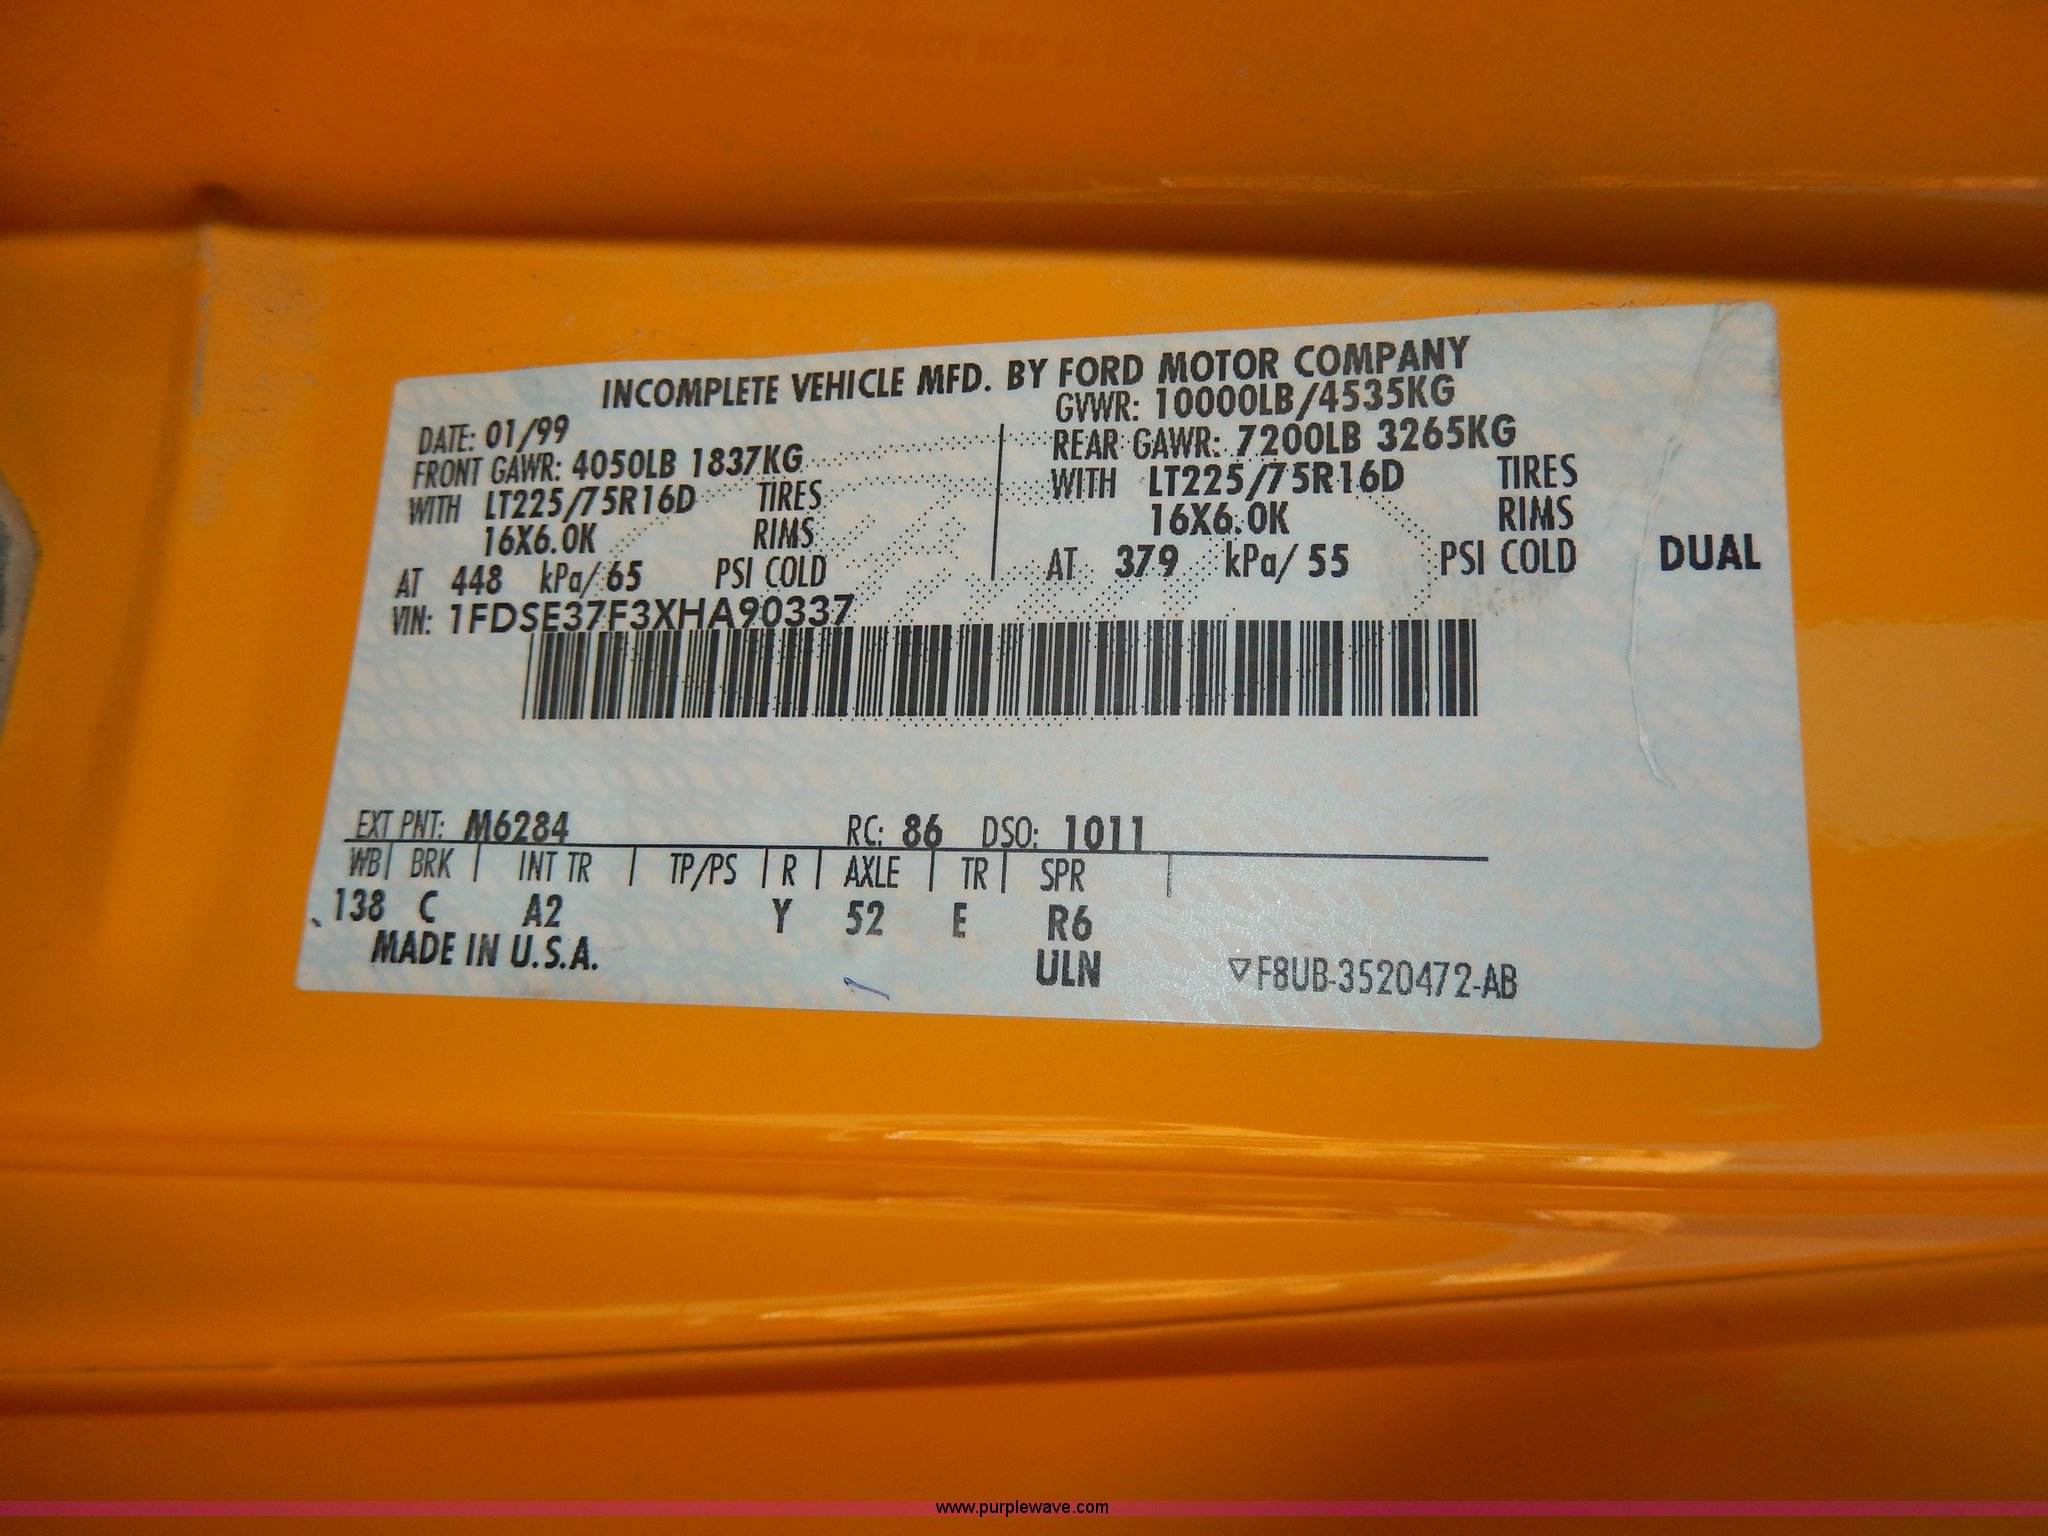 INCOMPLETE VEHICLE MFD. BY FORD MOTOR COMPANY
DATE: 01/99
GVWR: 10000LB/4535KG
FRONT GAWR: 4050LB 1837KG
REAR GAWR: 7200LB 3265KG
WITH LT225/75R16D TIRES
WITH LT225/75R16D TIRES
16X6.0K RIMS
16X6.0K RIMS
AT 448 kPa/ 65 PSI COLD
AT 379 kPa/ 55 PSI COLD DUAL
VIN: 1FDSE37F3XHA90337
EXT PNT: M6284 RC: 86 DSO: 1011
WB BRK INT TR TP/PS R AXLE TR SPR
138 C A2 Y 52 E R6
MADE IN U.S.A. ULN F8UB-3520472-AB
www.purplewave.com